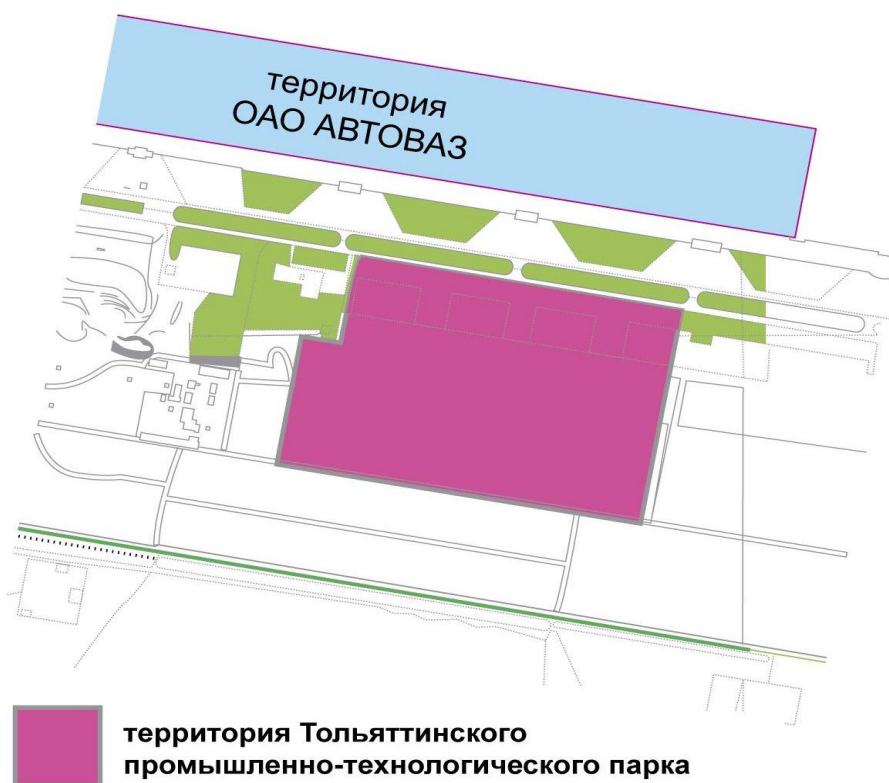 территория
ОАО АВТОВАЗ
территория Тольяттинского
промышленно-технологического парка